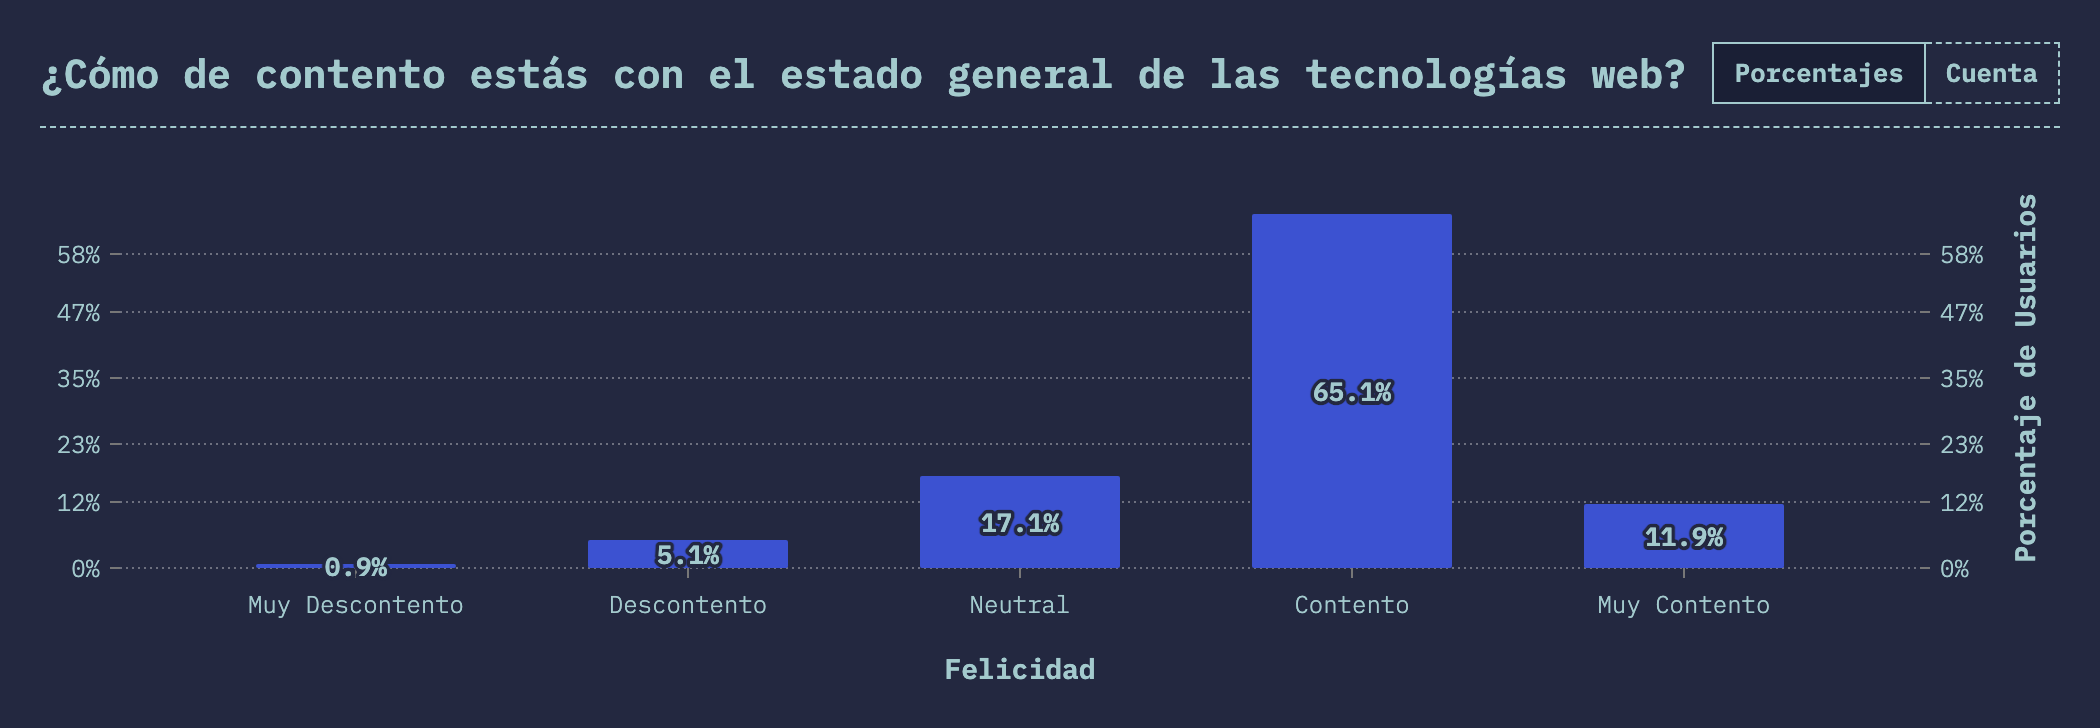 ¿Cómo de contento estás con el estado general de las tecnologías web?
Porcentajes
Cuenta
58%
47%
35%
23%
12%
0%
0.9%
5.1%
17.1%
65.1%
11.9%
58%
47%
35%
23%
12%
0%
Porcentaje de Usuarios
Muy Descontento
Descontento
Neutral
Contento
Muy Contento
Felicidad